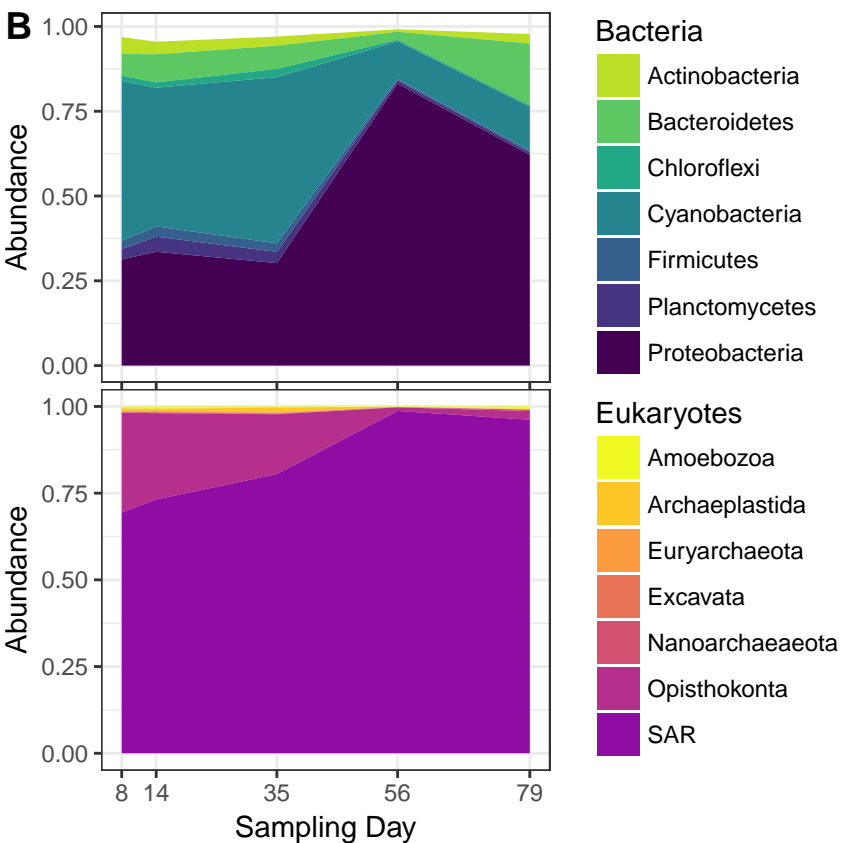 B
1.00
0.75
0.50
0.25
0.00
Abundance
Bacteria
Actinobacteria
Bacteroidetes
Chloroflexi
Cyanobacteria
Firmicutes
Planctomycetes
Proteobacteria
1.00
0.75
0.50
0.25
0.00
Abundance
8 14 35 56 79
Sampling Day
Eukaryotes
Amoebozoa
Archaeplastida
Euryarchaeota
Excavata
Nanoarchaeaeota
Opisthokonta
SAR